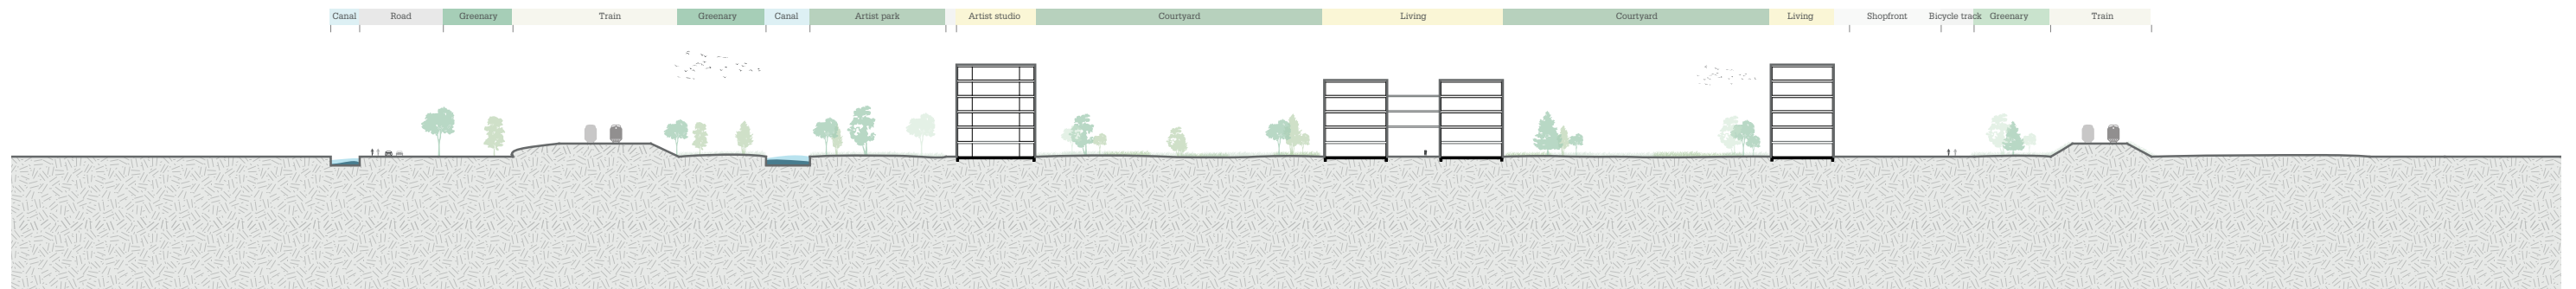 Canal Road Greenary Train Greenary Canal Artist park Artist studio Courtyard Living Courtyard Living Shopfront Bicycle track Greenary Train